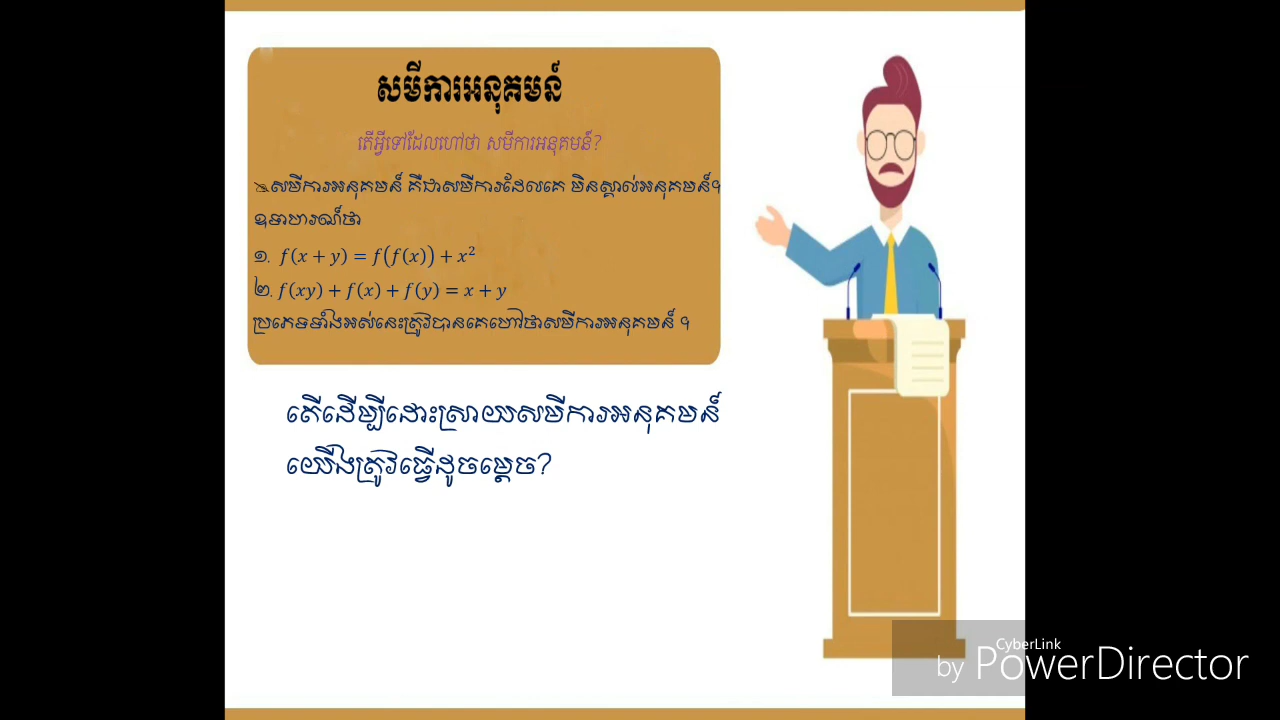 សមីការអនុគមន៍
តើអ្វីទៅដែលហៅថា សមីការអនុគមន៍?
សមីការអនុគមន៍ គឺជាសមីការដែលគេ មិនស្គាល់អនុគមន៍។
ឧទាហរណ៍ថា
១. f(x + y) = f(f(x)) + x²
២. f(xy) + f(x) + f(y) = x + y
ប្រភេទទាំងអស់នេះត្រូវបានគេហៅថាសមីការអនុគមន៍ ។
តើដើម្បីដោះស្រាយសមីការអនុគមន៍
យើងត្រូវធ្វើដូចម្ដេច?
CyberLink
by PowerDirector